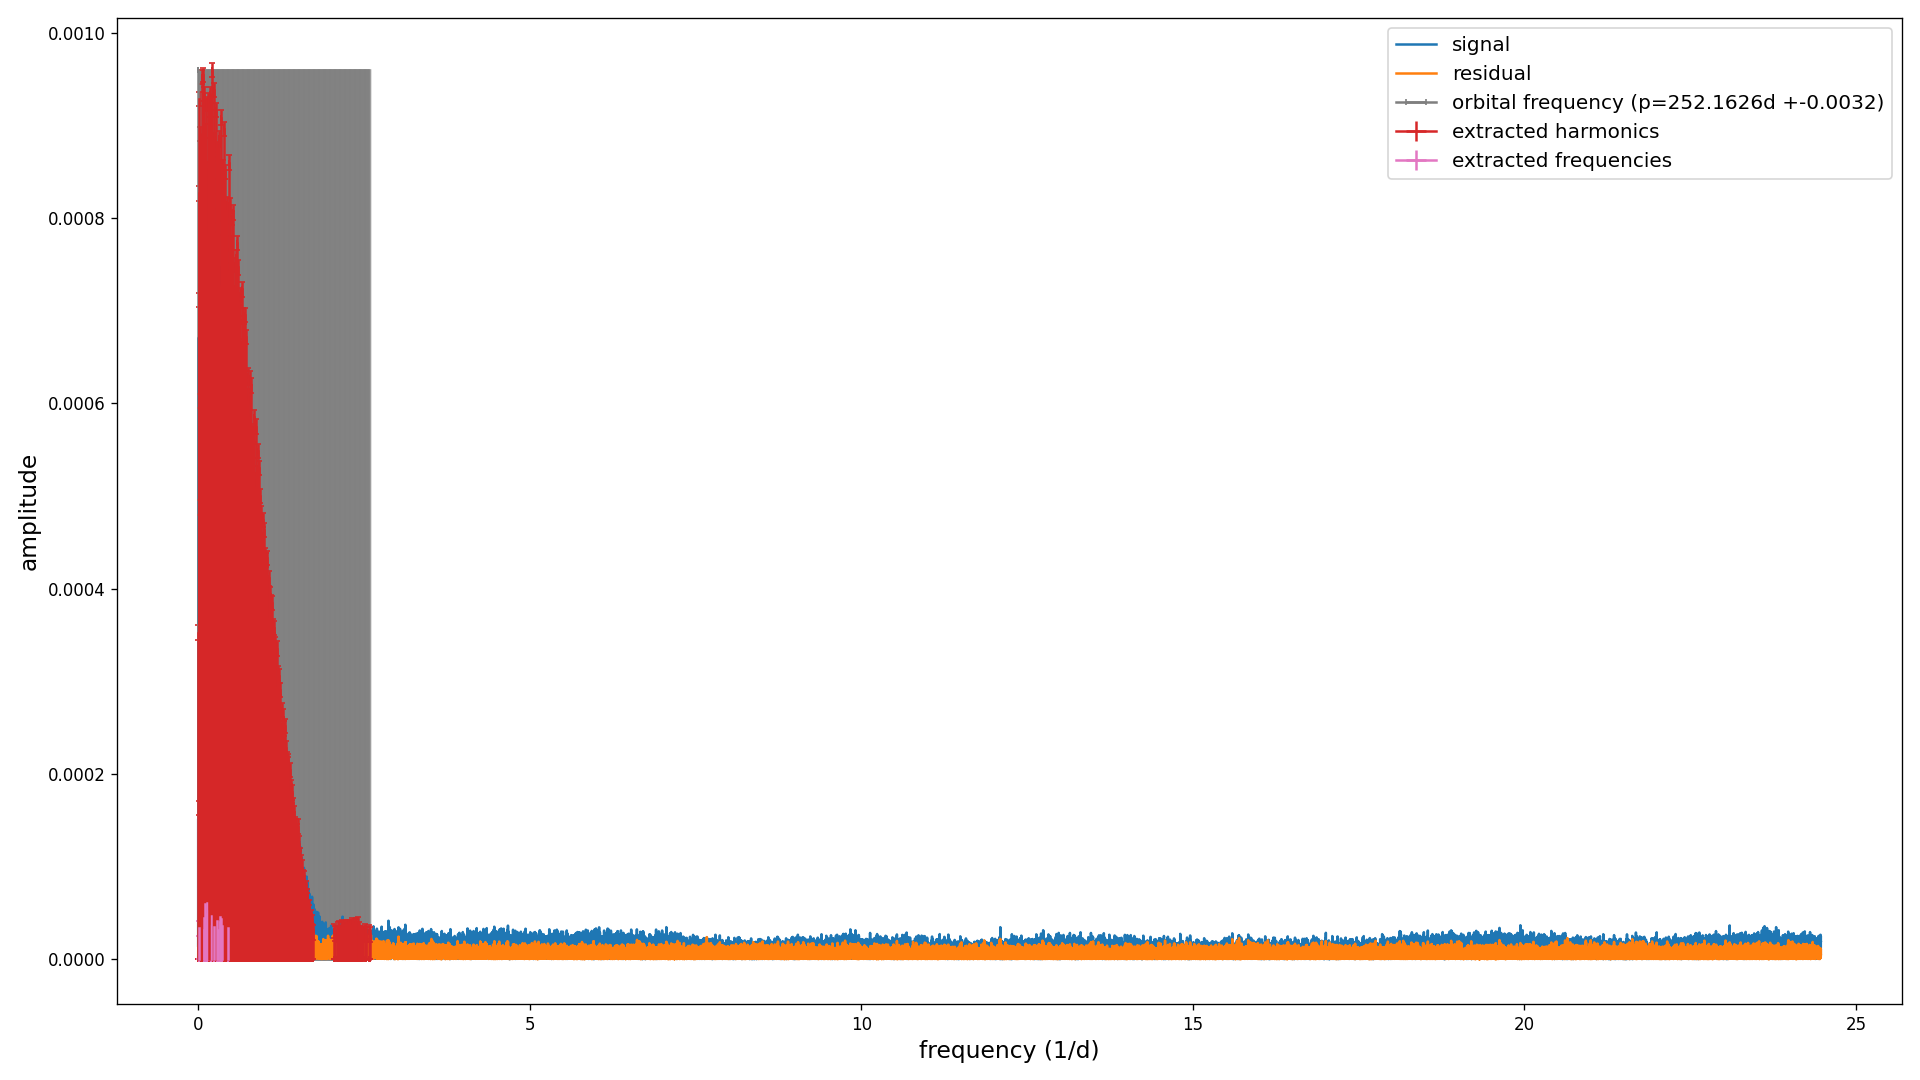 0.0010
0.0008
0.0006
0.0004
0.0002
0.0000
amplitude
signal
residual
orbital frequency (p=252.1626d +-0.0032)
extracted harmonics
extracted frequencies
0 5 10 15 20 25
frequency (1/d)